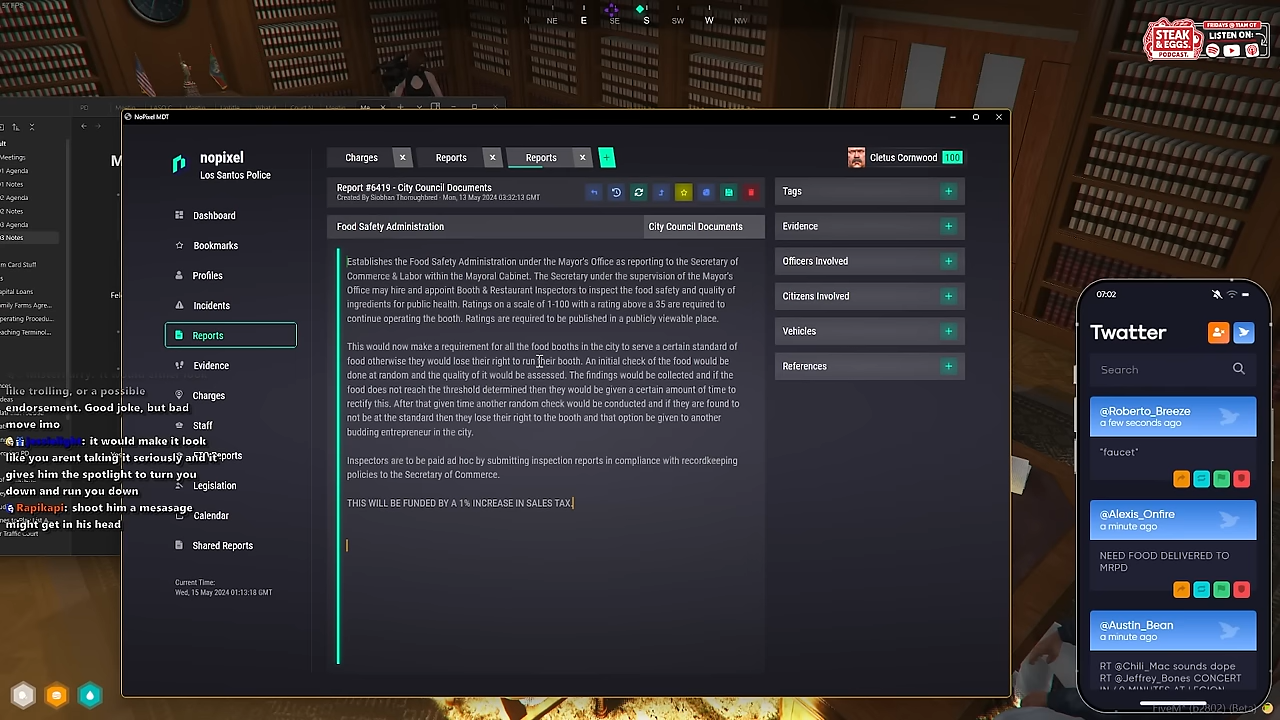 57 FPS
N NE E SE S SW W NW
STEAK & EGGS PODCAST
FRIDAYS @ 11AM GT
LISTEN ON:
PD
NoPixel MDT
nopixel
Los Santos Police
Dashboard
Bookmarks
Profiles
Incidents
Reports
Evidence
Charges
Staff
Reports
Legislation
Calendar
Shared Reports
Current Time:
Wed, 15 May 2024 01:13:18 GMT
Charges
Reports
Reports
Cletus Cornwood 100
Report #6419 - City Council Documents
Created By Siobhan Thoroughbred - Mon, 13 May 2024 03:32:13 GMT
Food Safety Administration
City Council Documents
Establishes the Food Safety Administration under the Mayor's Office as reporting to the Secretary of
Commerce & Labor within the Mayoral Cabinet. The Secretary under the supervision of the Mayor's
Office may hire and appoint Booth & Restaurant Inspectors to inspect the food safety and quality of
ingredients for public health. Ratings on a scale of 1-100 with a rating above a 35 are required to
continue operating the booth. Ratings are required to be published in a publicly viewable place.
This would now make a requirement for all the food booths in the city to serve a certain standard of
food otherwise they would lose their right to run their booth. An initial check of the food would be
done at random and the quality of it would be assessed. The findings would be collected and if the
food does not reach the threshold determined then they would be given a certain amount of time to
rectify this. After that given time another random check would be conducted and if they are found to
not be at the standard then they lose their right to the booth and that option be given to another
budding entrepreneur in the city.
Inspectors are to be paid ad hoc by submitting inspection reports in compliance with recordkeeping
policies to the Secretary of Commerce.
THIS WILL BE FUNDED BY A 1% INCREASE IN SALES TAX.
Tags
Evidence
Officers Involved
Citizens Involved
Vehicles
References
Meetings
Agenda
Agenda
Notes
Agenda
Notes
like trolling, or a possible
endorsement. Good joke, but bad
move imo
: it would make it look
like you arent taking it seriously and it
gives him the spotlight to turn you
down and run you down
Rapikapi: shoot him a mesasage
might get in his head
Traffic Court
07:02
Twatter
Search
@Roberto_Breeze
a few seconds ago
"faucet"
@Alexis_Onfire
a minute ago
NEED FOOD DELIVERED TO
MRPD
@Austin_Bean
a minute ago
RT @Chili_Mac sounds dope
RT @Jeffrey_Bones CONCERT